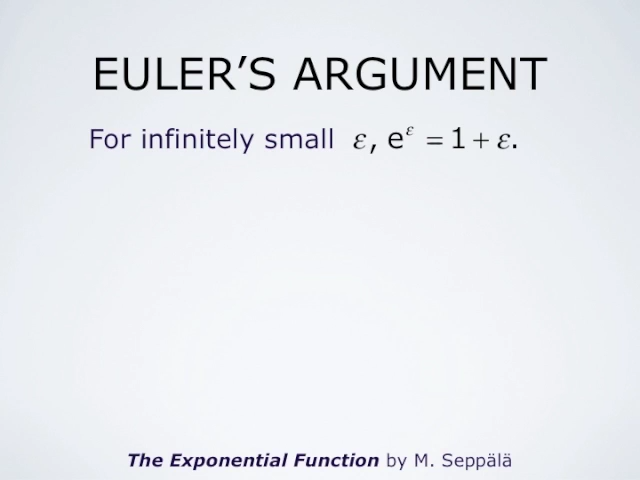 EULER’S ARGUMENT
For infinitely small ε, e^ε = 1 + ε.
The Exponential Function by M. Seppälä